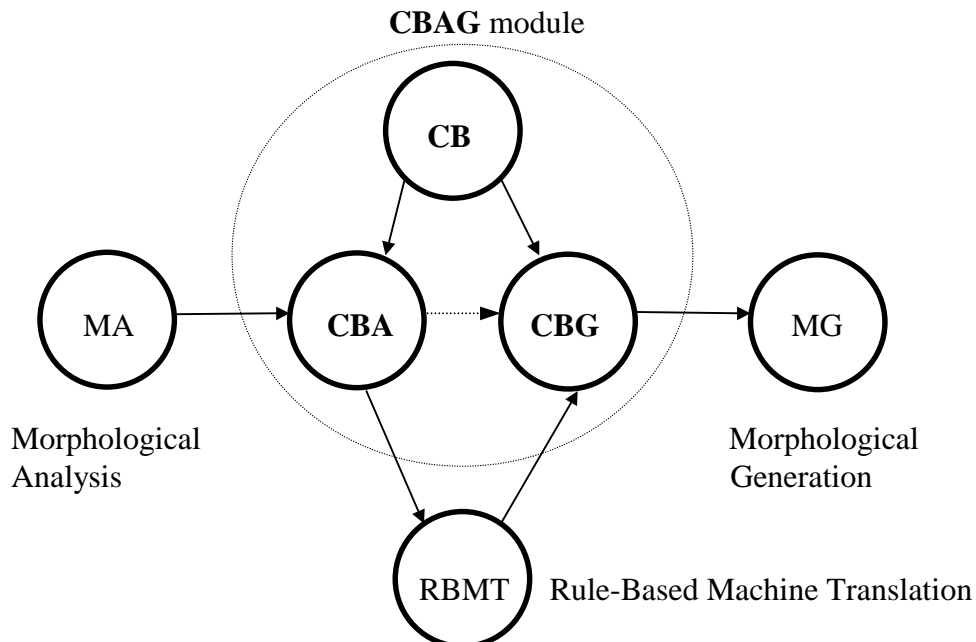 CBAG module
CB
MA
CBA
CBG
MG
Morphological
Analysis
Morphological
Generation
RBMT
Rule-Based Machine Translation